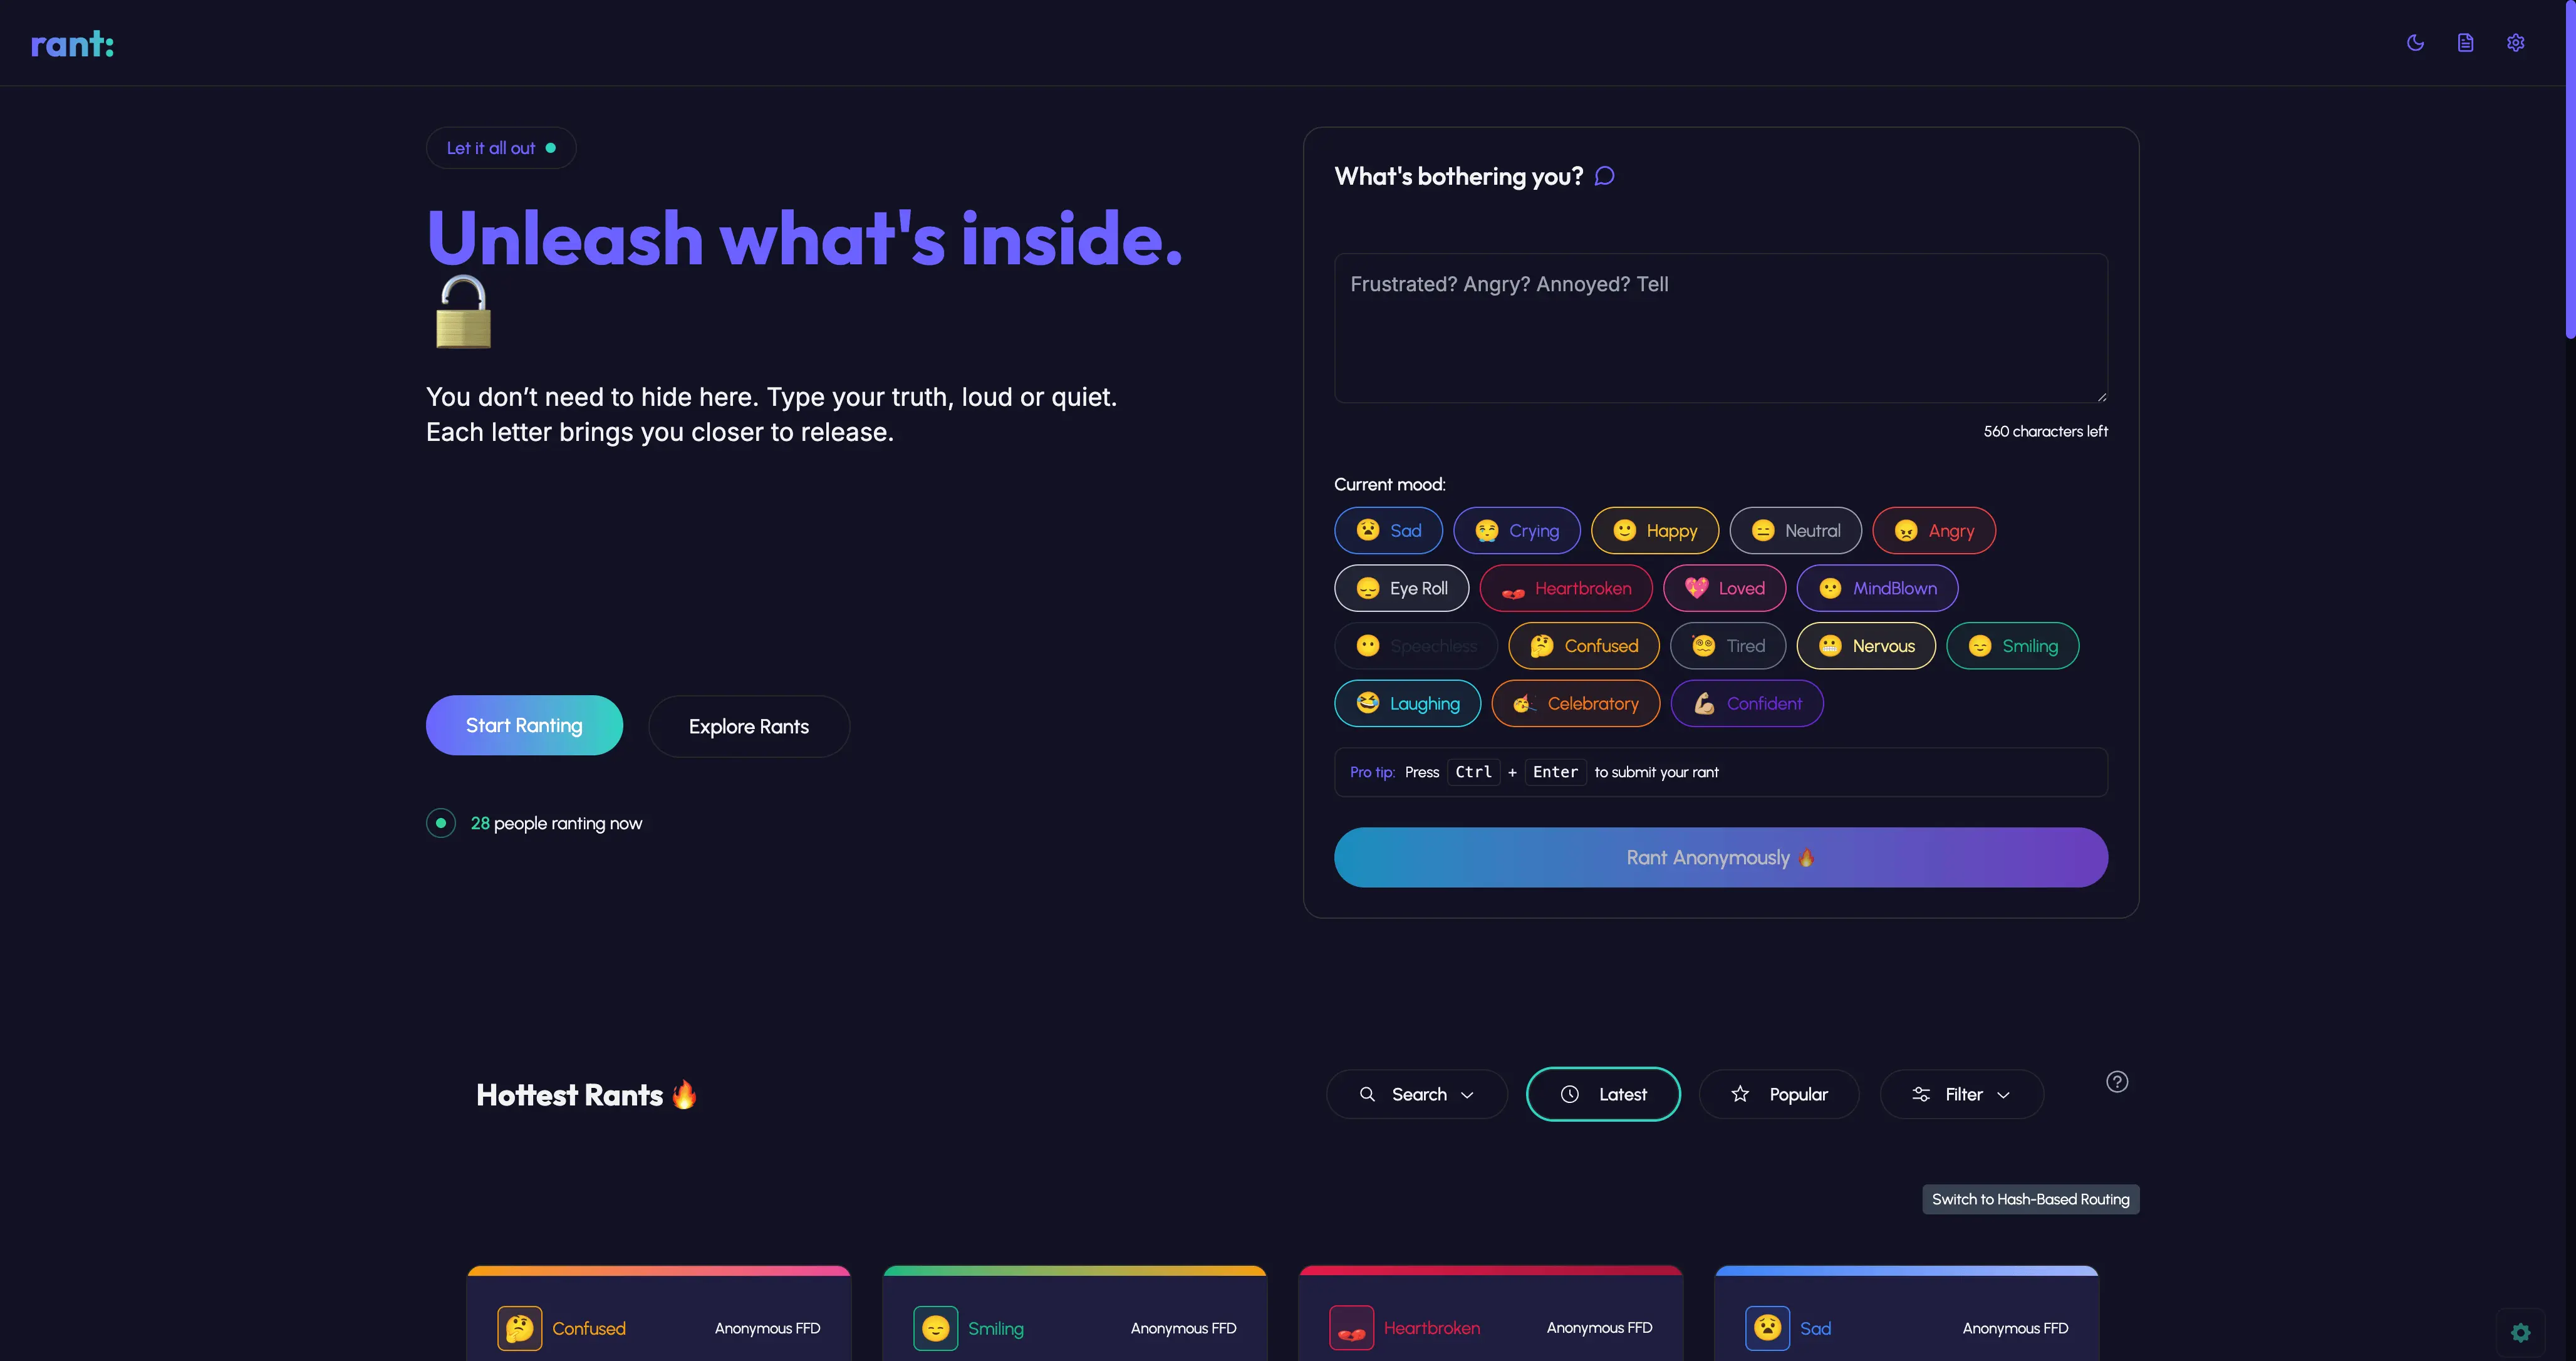 rant:
Let it all out
Unleash what's inside.
You don’t need to hide here. Type your truth, loud or quiet.
Each letter brings you closer to release.
Start Ranting
Explore Rants
28 people ranting now
What's bothering you?
Frustrated? Angry? Annoyed? Tell
560 characters left
Current mood:
Sad Crying Happy Neutral Angry
Eye Roll Heartbroken Loved MindBlown
Speechless Confused Tired Nervous Smiling
Laughing Celebratory Confident
Pro tip: Press Ctrl + Enter to submit your rant
Rant Anonymously
Hottest Rants
Search Latest Popular Filter
Switch to Hash-Based Routing
Confused Anonymous FFD
Smiling Anonymous FFD
Heartbroken Anonymous FFD
Sad Anonymous FFD